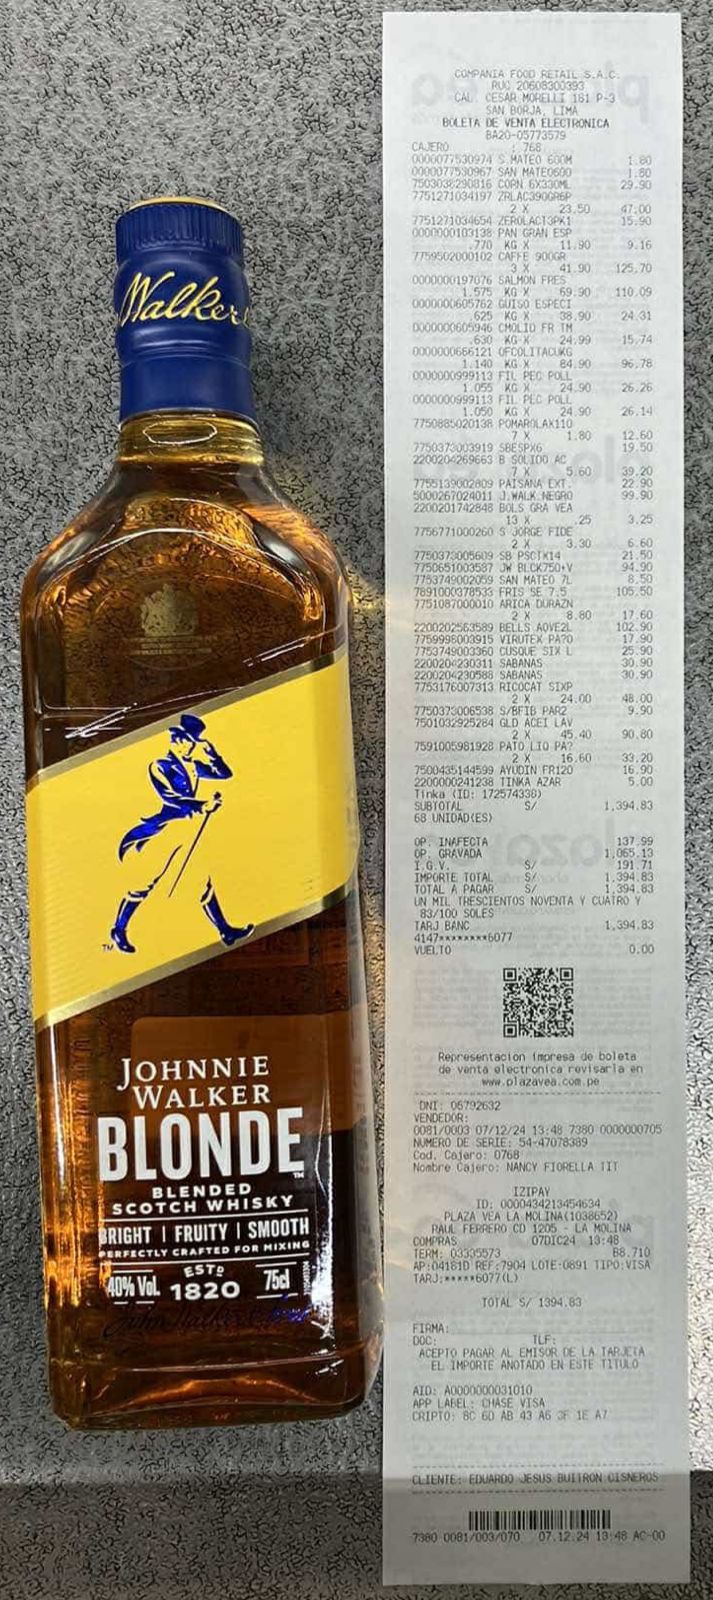 Walker
JOHNNIE
WALKER
BLONDE
TM
BLENDED
SCOTCH WHISKY
BRIGHT | FRUITY | SMOOTH
PERFECTLY CRAFTED FOR MIXING
40% Vol. ESTD 1820 75cl
COMPANIA FOOD RETAIL S.A.C.
RUC 20608300393
CAL. CESAR MORELLI 181 P-3
SAN BORJA, LIMA
BOLETA DE VENTA ELECTRONICA
BA20-05773579
CAJERO : 768
0000077530974 S.MATEO 600M 1.80
0000077530967 SAN MATEO600 1.80
7503038290816 CORN 6X330ML 29.90
7751271034197 ZRLAC390GR6P
2 X 23.50 47.00
7751271034654 ZEROLACT3PK1 15.90
0000000103138 PAN GRAN ESP
.770 KG X 11.90 9.16
7759502000102 CAFFE 900GR
3 X 41.90 125.70
0000000197076 SALMON FRES
1.575 KG X 69.90 110.09
0000000605762 GUISO ESPECI
.625 KG X 38.90 24.31
0000000605946 CMOLID FR TM
.630 KG X 24.99 15.74
0000000666121 OFCOLITACUKG
1.140 KG X 84.90 96.78
0000000999113 FIL PEC POLL
1.055 KG X 24.90 26.26
0000000999113 FIL PEC POLL
1.050 KG X 24.90 26.14
7750885020138 POMAROLAX110
7 X 1.80 12.60
7750373003919 SBESPX6 19.50
2200204269663 B SOLIDO AC
7 X 5.60 39.20
7755139002809 PAISANA EXT. 22.90
5000267024011 J.WALK.NEGRO 99.90
2200201742848 BOLS GRA VEA
13 X .25 3.25
7756771000260 S JORGE FIDE
2 X 3.30 6.60
7750373005609 SB PSCTX14 21.50
7750651003587 JW BLCK750+V 94.90
7753749002059 SAN MATEO 7L 8.50
7891000378533 FRIS SE 7.5 105.50
7751087000010 ARICA DURAZN
2 X 8.80 17.60
2200202563589 BELLS AOVE2L 102.90
7759996003915 VIRUTEX PA?O 17.90
7753749003360 CUSQUE SIX L 25.90
2200204230311 SABANAS 30.90
2200204230588 SABANAS 30.90
7753176007313 RICOCAT SIXP
2 X 24.00 48.00
7750373006538 S/BFIB PAR2 9.90
7501032925284 GLD ACEI LAV
2 X 45.40 90.80
7591005981928 PATO LIQ PA?
2 X 16.60 33.20
7500435144599 AYUDIN FR120 16.90
2200000241238 TINKA AZAR 5.00
Tinka (ID: 172574330)
SUBTOTAL S/ 1,394.83
68 UNIDAD(ES)
OP. INAFECTA 137.99
OP. GRAVADA 1,065.13
I.G.V. S/ 191.71
IMPORTE TOTAL S/ 1,394.83
TOTAL A PAGAR S/ 1,394.83
UN MIL TRESCIENTOS NOVENTA Y CUATRO Y
83/100 SOLES
TARJ BANC 1,394.83
4147********6077
VUELTO 0.00
Representacion impresa de boleta
de venta electronica revisarla en
www.plazavea.com.pe
DNI: 05792632
VENDEDOR:
0081/0003 07/12/24 13:48 7380 0000000705
NUMERO DE SERIE: 54-47078389
Cod. Cajero: 0768
Nombre Cajero: NANCY FIORELLA TIT
IZIPAY
ID: 0000434213454634
PLAZA VEA LA MOLINA(1038652)
RAUL FERRERO CD 1205 - LA MOLINA
COMPRAS 07DIC24 13:48
TERM: 03305573 B8.710
AP:04181D REF:7904 LOTE:0891 TIPO:VISA
TARJ:*****6077(L)
TOTAL S/ 1394.83
FIRMA:
DOC: TLF:
ACEPTO PAGAR AL EMISOR DE LA TARJETA
EL IMPORTE ANOTADO EN ESTE TITULO
AID: A0000000031010
APP LABEL: CHASE VISA
CRIPTO: 8C 6D AB 43 A6 3F 1E A7
CLIENTE: EDUARDO JESUS BUITRON CISNEROS
7380 0081/003/070 07.12.24 13:48 AC-00